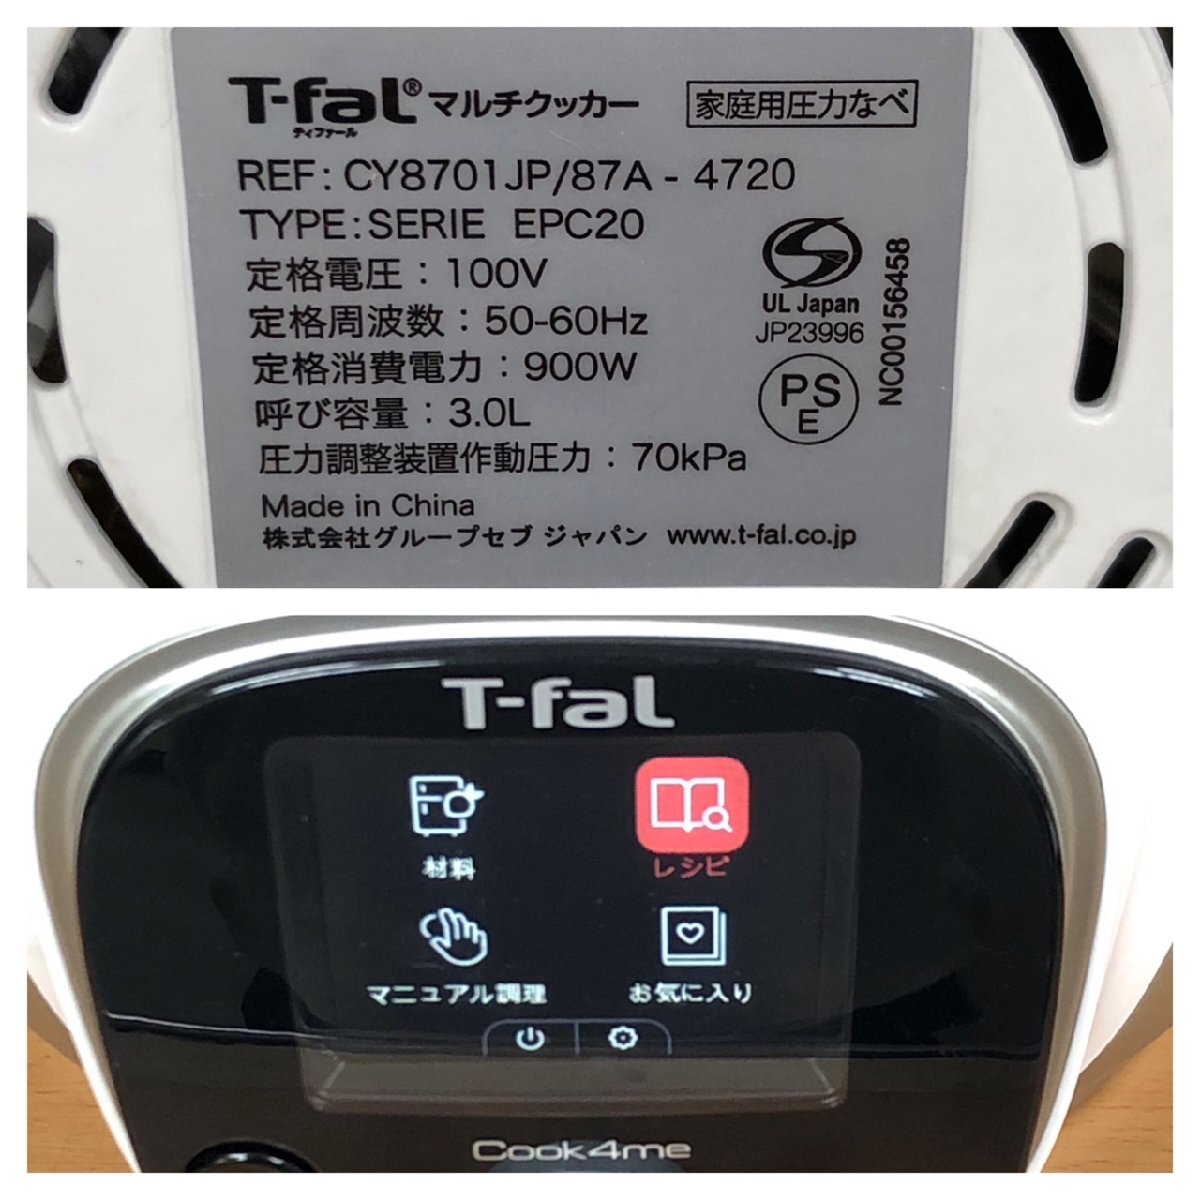 T-fal® マルチクッカー 家庭用圧力なべ
ティファール
REF: CY8701JP/87A - 4720
TYPE: SERIE EPC20
定格電圧：100V
定格周波数：50-60Hz
定格消費電力：900W
呼び容量：3.0L
圧力調整装置作動圧力：70kPa
Made in China
株式会社グループセブ ジャパン www.t-fal.co.jp
S
UL Japan
JP23996
PS
E
NC00156458
T-fal
材料 レシピ
マニュアル調理 お気に入り
Cook4me